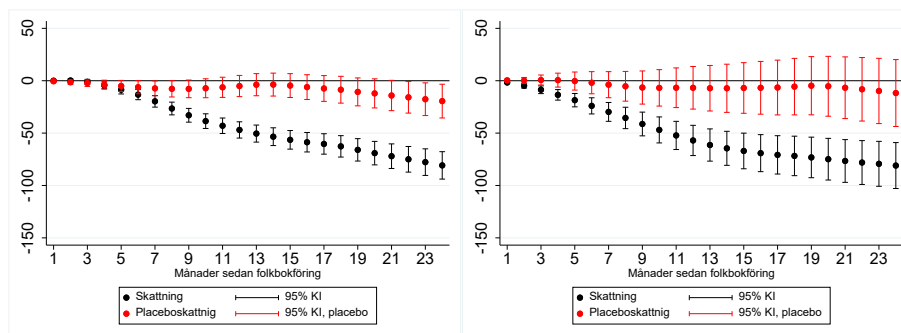 50
0
-50
-100
-150
1 3 5 7 9 11 13 15 17 19 21 23
Månader sedan folkbokföring
Skattning 95% KI
Placeboskattnig 95% KI, placebo
50
0
-50
-100
-150
1 3 5 7 9 11 13 15 17 19 21 23
Månader sedan folkbokföring
Skattning 95% KI
Placeboskattnig 95% KI, placebo